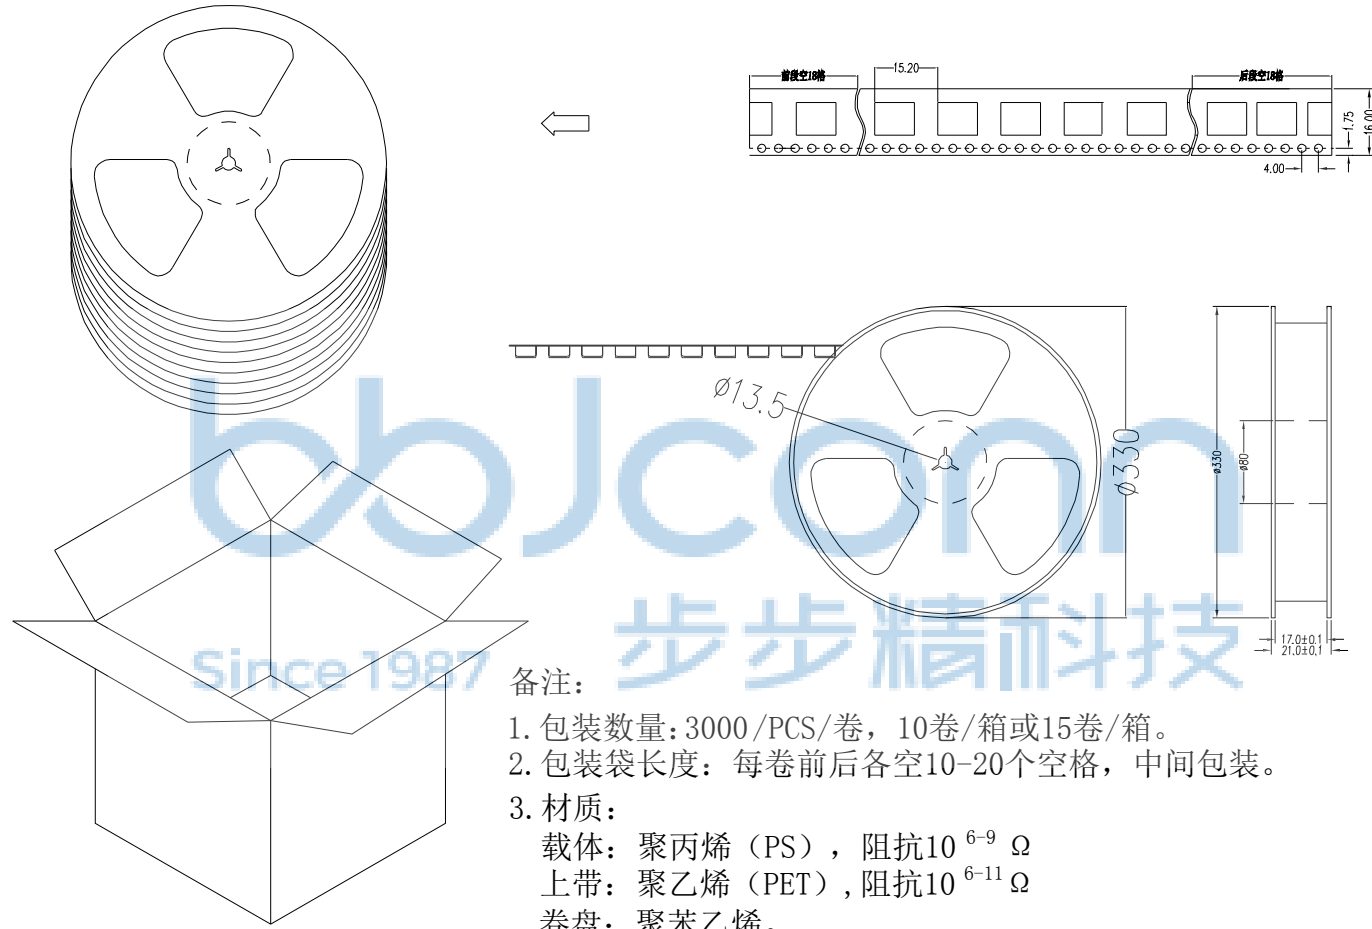 前段空18格
15.20
后段空18格
1.75
16.00
4.00
ø13.5
ø330
ø330
ø80
17.0±0.1
21.0±0.1
bbJconn
步步精科技
Since 1987
备注：
1.包装数量:3000/PCS/卷，10卷/箱或15卷/箱。
2.包装袋长度：每卷前后各空10-20个空格，中间包装。
3.材质：
载体：聚丙烯（PS），阻抗10 6-9 Ω
上带：聚乙烯（PET）,阻抗10 6-11 Ω
卷盘：聚苯乙烯。